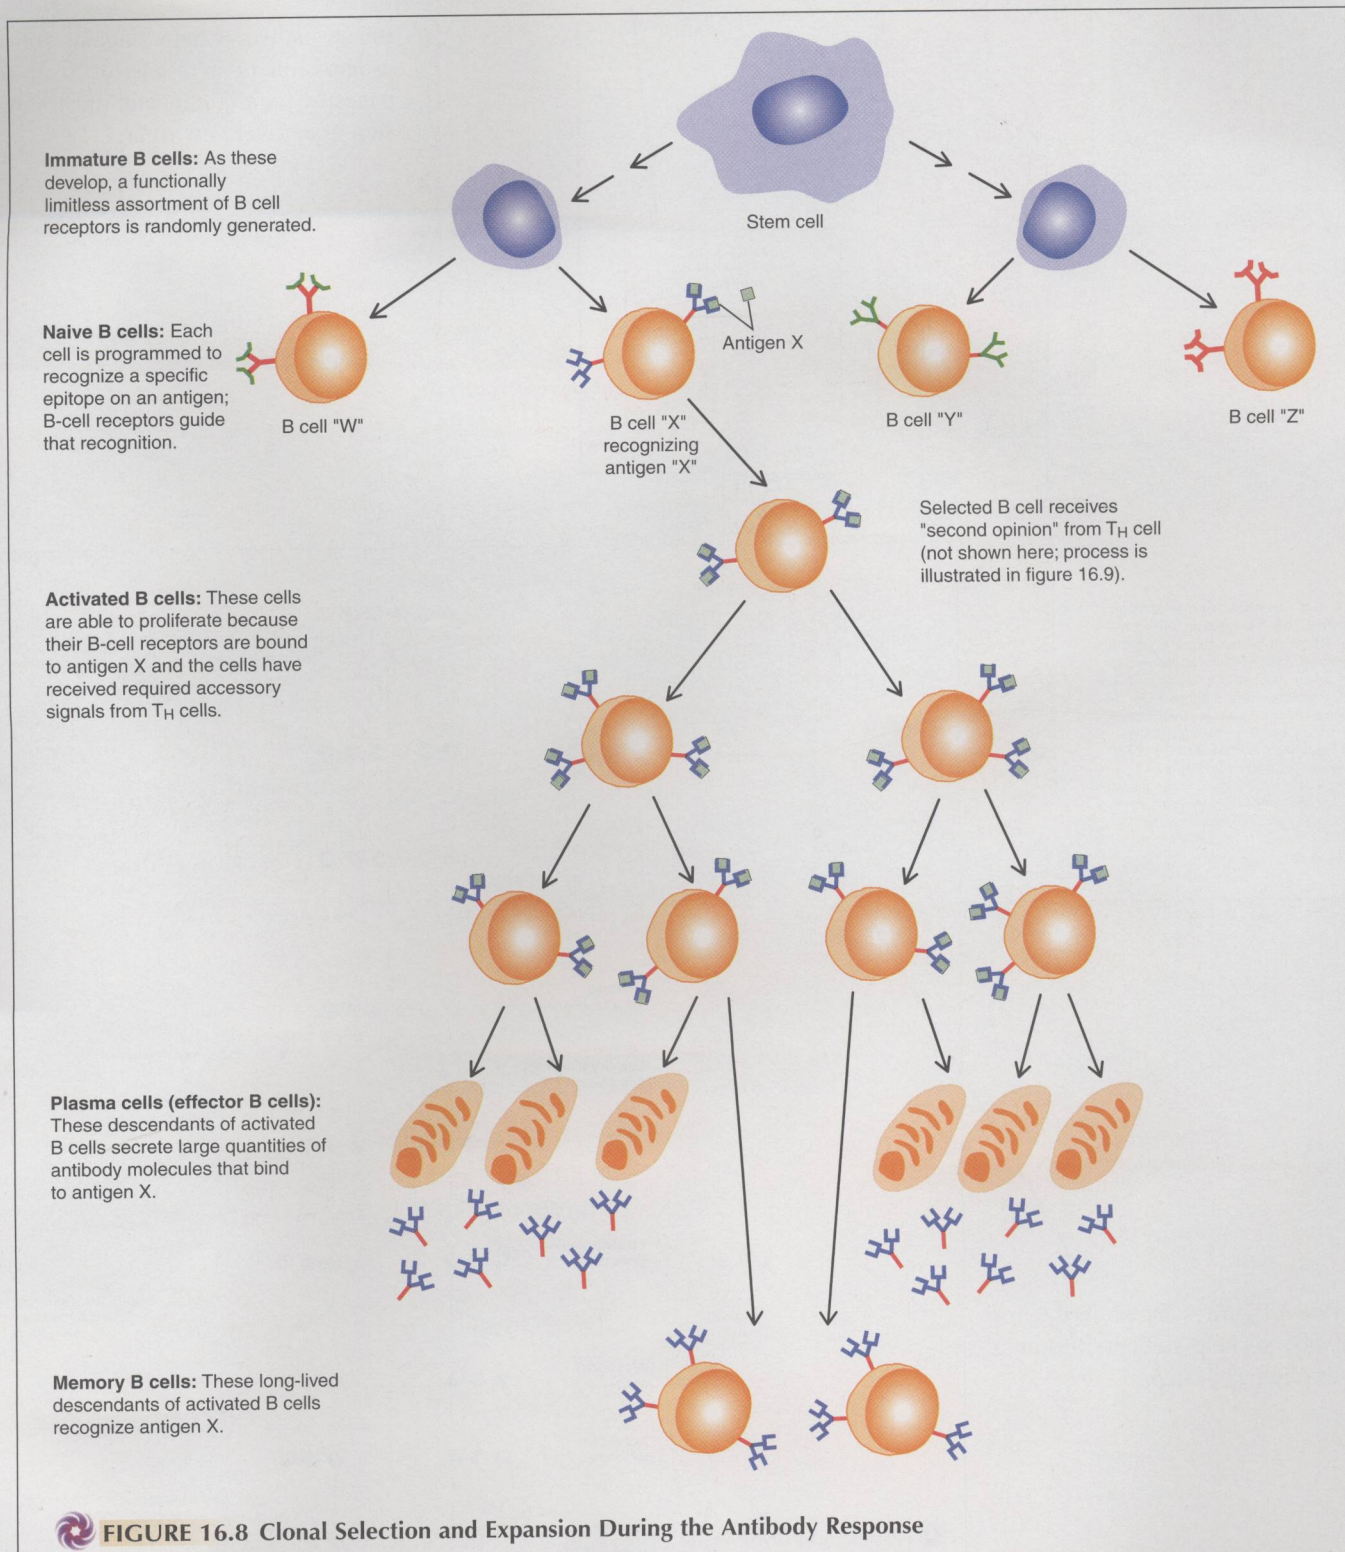 Stem cell
Immature B cells: As these
develop, a functionally
limitless assortment of B cell
receptors is randomly generated.
Naive B cells: Each
cell is programmed to
recognize a specific
epitope on an antigen;
B-cell receptors guide
that recognition.
B cell "W"
Antigen X
B cell "X"
recognizing
antigen "X"
B cell "Y"
B cell "Z"
Selected B cell receives
"second opinion" from TH cell
(not shown here; process is
illustrated in figure 16.9).
Activated B cells: These cells
are able to proliferate because
their B-cell receptors are bound
to antigen X and the cells have
received required accessory
signals from TH cells.
Plasma cells (effector B cells):
These descendants of activated
B cells secrete large quantities of
antibody molecules that bind
to antigen X.
Memory B cells: These long-lived
descendants of activated B cells
recognize antigen X.
FIGURE 16.8 Clonal Selection and Expansion During the Antibody Response